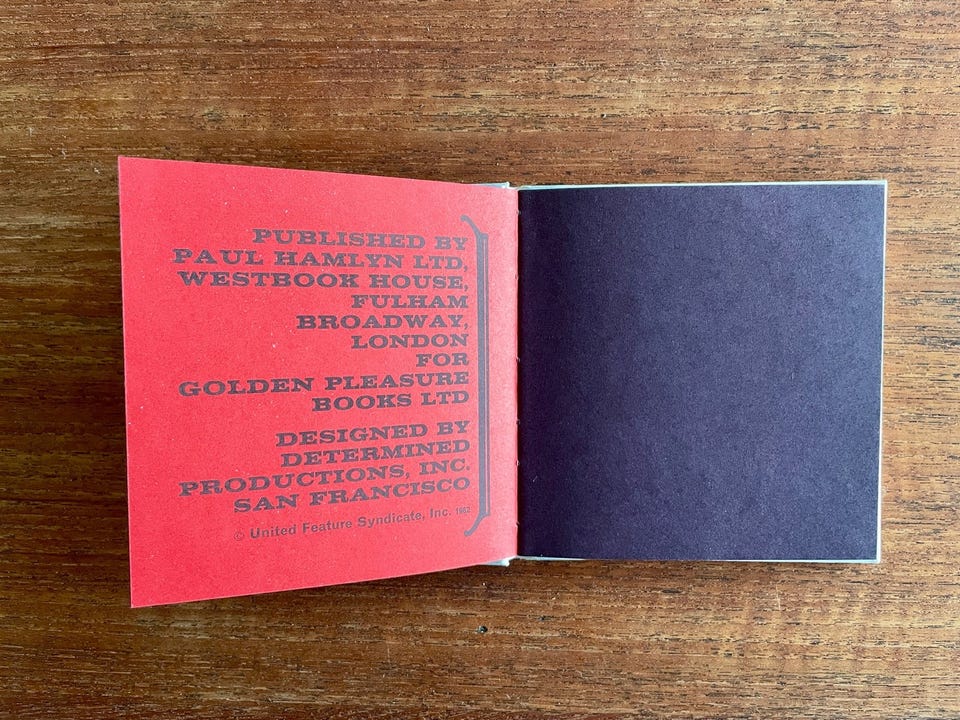 PUBLISHED BY
PAUL HAMLYN LTD,
WESTBOOK HOUSE,
FULHAM
BROADWAY,
LONDON
FOR
GOLDEN PLEASURE
BOOKS LTD
DESIGNED BY
DETERMINED
PRODUCTIONS, INC.
SAN FRANCISCO
© United Feature Syndicate, Inc. 1962